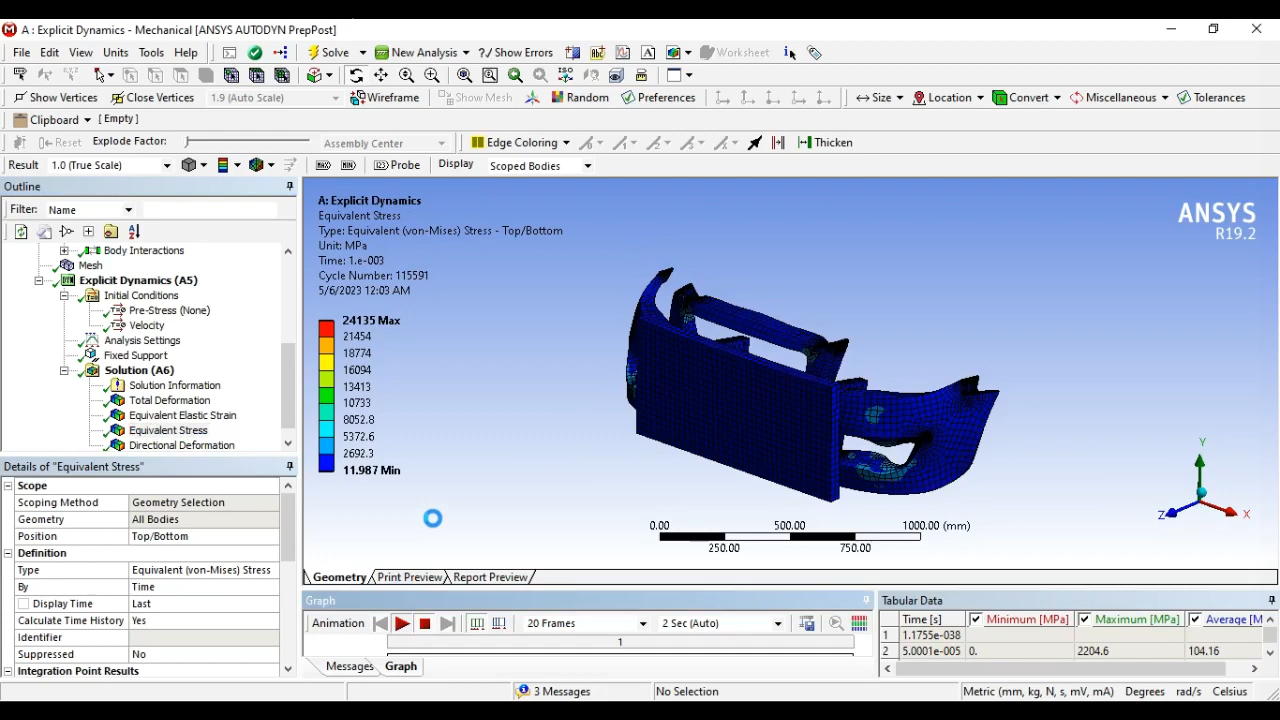 A : Explicit Dynamics - Mechanical [ANSYS AUTODYN PrepPost]
File Edit View Units Tools Help Solve New Analysis ?/ Show Errors Worksheet
Show Vertices Close Vertices 1.9 (Auto Scale) Wireframe Show Mesh Random Preferences Size Location Convert Miscellaneous Tolerances
Clipboard [ Empty ]
Reset Explode Factor: Assembly Center Edge Coloring Thicken
Result 1.0 (True Scale) Probe Display Scoped Bodies
Outline
Filter: Name
Body Interactions
Mesh
Explicit Dynamics (A5)
Initial Conditions
Pre-Stress (None)
Velocity
Analysis Settings
Fixed Support
Solution (A6)
Solution Information
Total Deformation
Equivalent Elastic Strain
Equivalent Stress
Directional Deformation
Details of "Equivalent Stress"
Scope
Scoping Method Geometry Selection
Geometry All Bodies
Position Top/Bottom
Definition
Type Equivalent (von-Mises) Stress
By Time
Display Time Last
Calculate Time History Yes
Identifier
Suppressed No
Integration Point Results
A: Explicit Dynamics
Equivalent Stress
Type: Equivalent (von-Mises) Stress - Top/Bottom
Unit: MPa
Time: 1.e-003
Cycle Number: 115591
5/6/2023 12:03 AM
24135 Max
21454
18774
16094
13413
10733
8052.8
5372.6
2692.3
11.987 Min
ANSYS
R19.2
Y
Z X
0.00 500.00 1000.00 (mm)
250.00 750.00
Geometry Print Preview Report Preview
Graph
Animation 20 Frames 2 Sec (Auto)
1
Messages Graph
Tabular Data
Time [s] Minimum [MPa] Maximum [MPa] Average [M
1 1.1755e-038
2 5.0001e-005 0. 2204.6 104.16
3 Messages No Selection Metric (mm, kg, N, s, mV, mA) Degrees rad/s Celsius